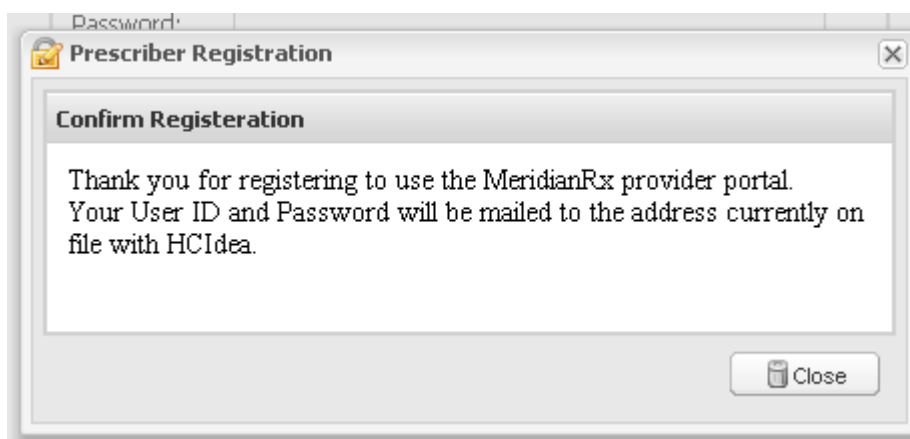 Password:
Prescriber Registration
Confirm Registeration
Thank you for registering to use the MeridianRx provider portal.
Your User ID and Password will be mailed to the address currently on
file with HCIdea.
Close